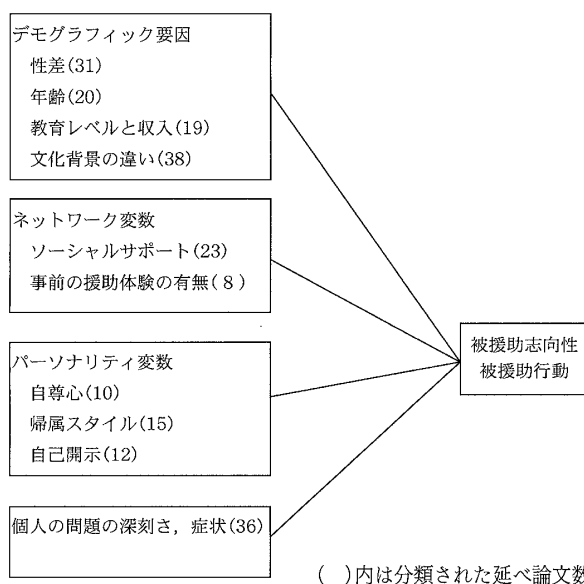 デモグラフィック要因
性差(31)
年齢(20)
教育レベルと収入(19)
文化背景の違い(38)
ネットワーク変数
ソーシャルサポート(23)
事前の援助体験の有無(8)
パーソナリティ変数
自尊心(10)
帰属スタイル(15)
自己開示(12)
個人の問題の深刻さ，症状(36)
被援助志向性
被援助行動
(　)内は分類された延べ論文数